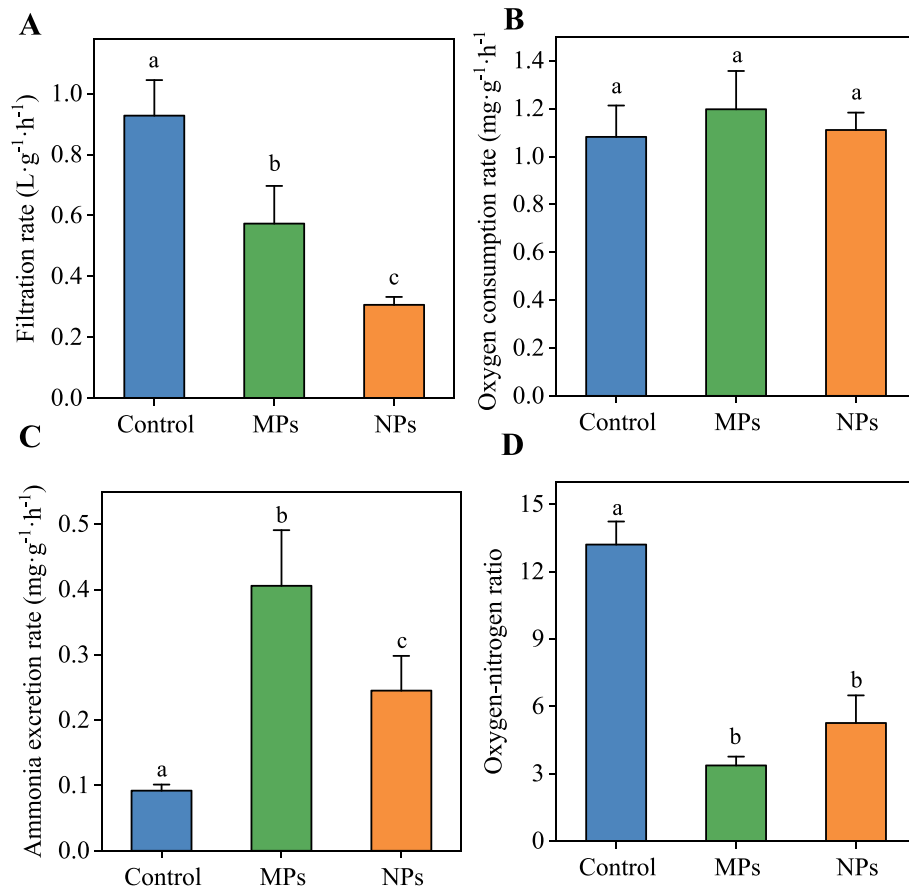 A
Filtration rate (L·g⁻¹·h⁻¹)
1.0
0.8
0.6
0.4
0.2
0.0
a
b
c
Control MPs NPs
B
Oxygen consumption rate (mg·g⁻¹·h⁻¹)
1.4
1.2
1.0
0.8
0.6
0.4
0.2
0.0
a
a
a
Control MPs NPs
C
Ammonia excretion rate (mg·g⁻¹·h⁻¹)
0.5
0.4
0.3
0.2
0.1
0.0
a
b
c
Control MPs NPs
D
Oxygen-nitrogen ratio
15
12
9
6
3
0
a
b
b
Control MPs NPs